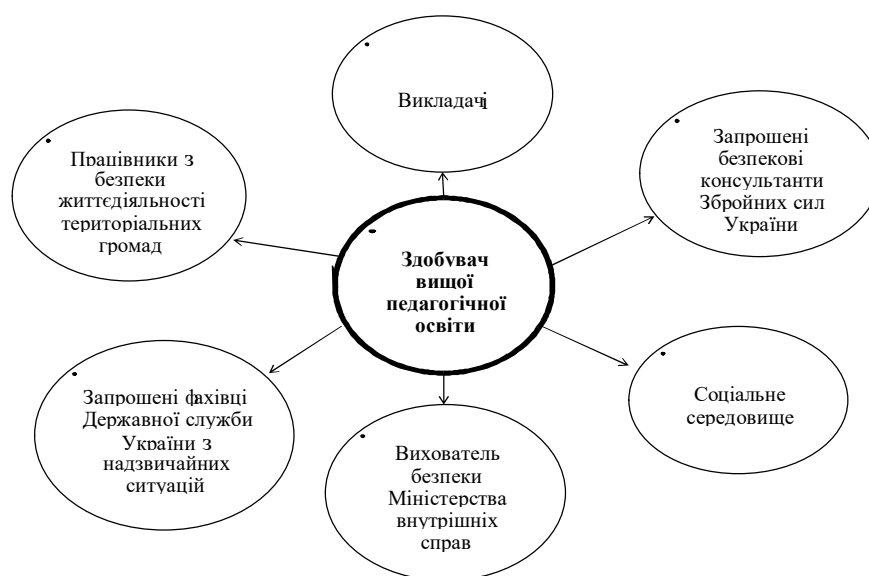 Викладачі
Запрошені
безпекові
консультанти
Збройних сил
України
Працівники з
безпеки
життєдіяльності
територіальних
громад
Здобувач
вищої
педагогічної
освіти
Соціальне
середовище
Запрошені фахівці
Державної служби
України з
надзвичайних
ситуацій
Вихователь
безпеки
Міністерства
внутрішніх
справ